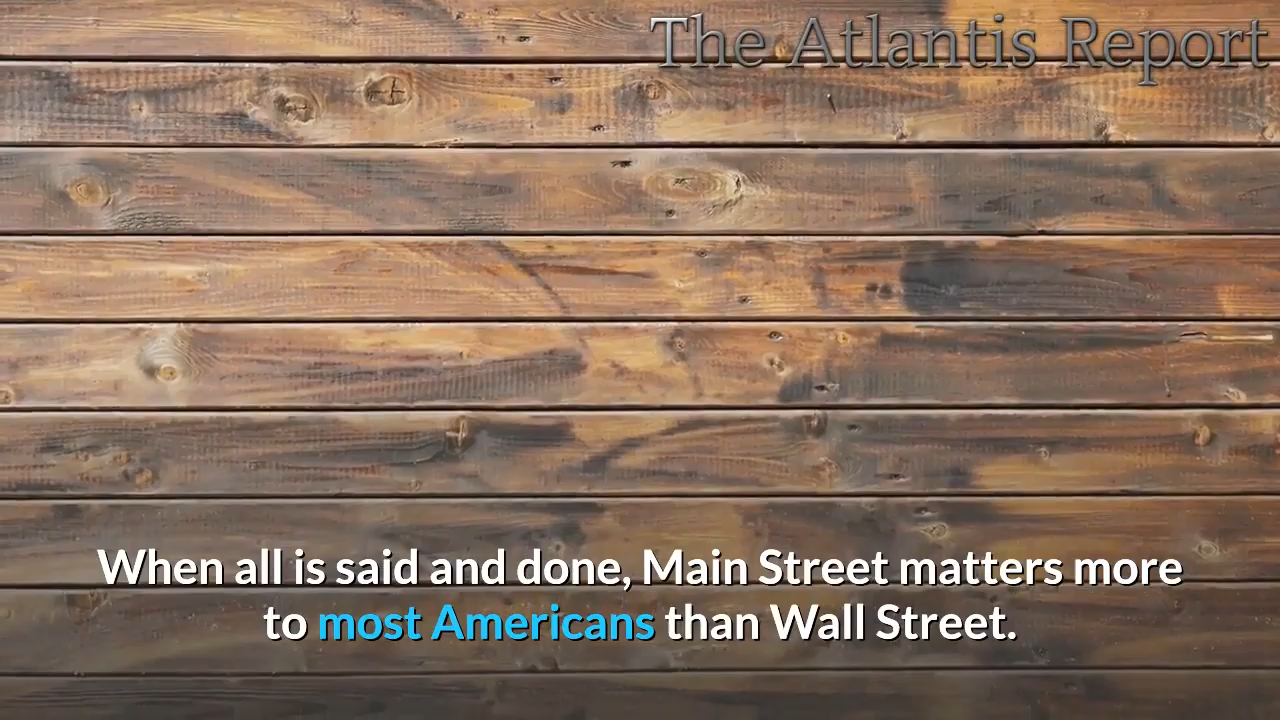 The Atlantis Report
When all is said and done, Main Street matters more
to most Americans than Wall Street.